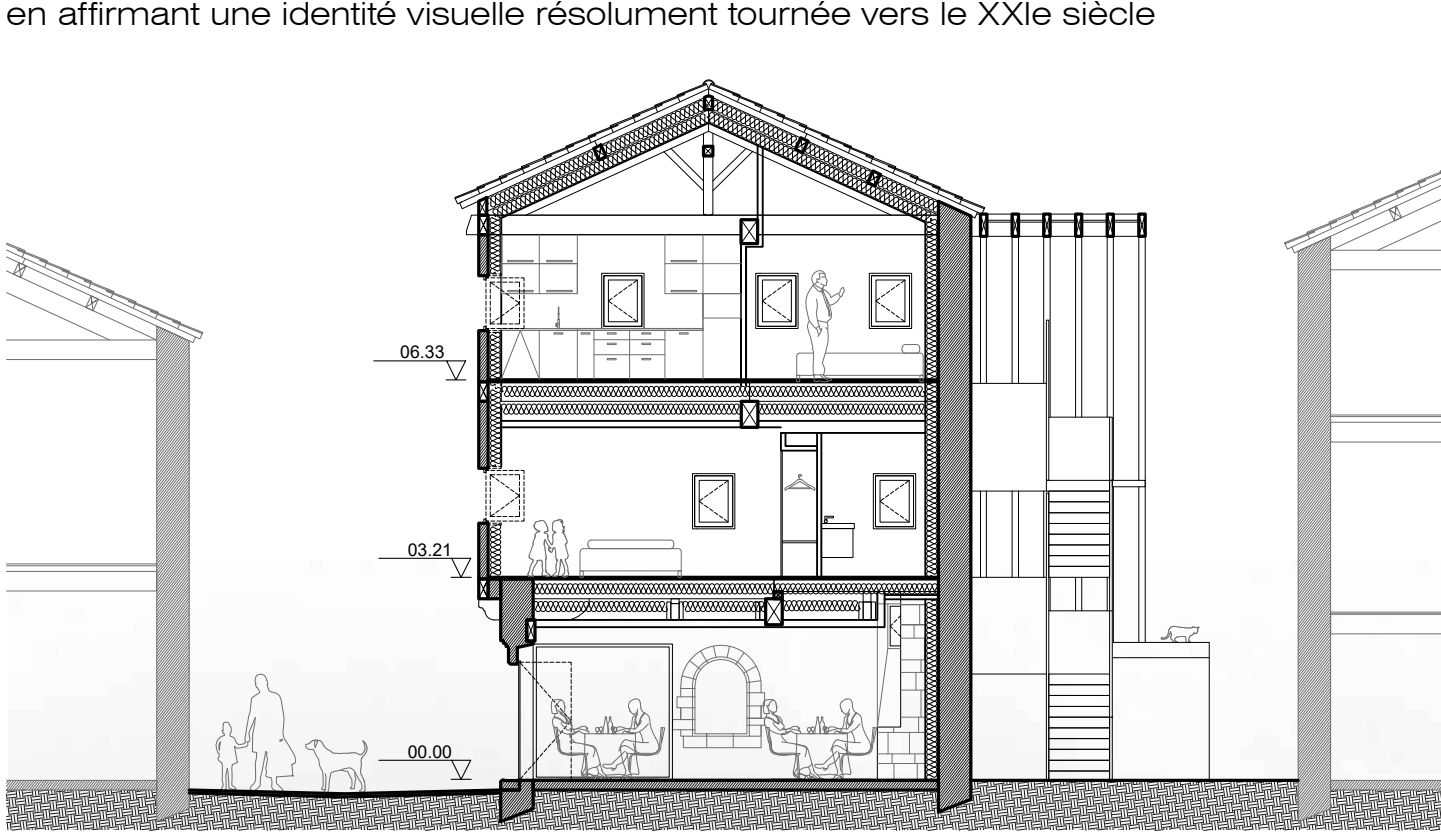 en affirmant une identité visuelle résolument tournée vers le XXIe siècle
06.33
03.21
00.00